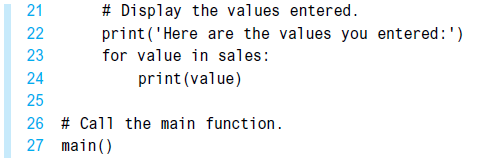 21 # Display the values entered.
22 print('Here are the values you entered:')
23 for value in sales:
24 print(value)
25
26 # Call the main function.
27 main()